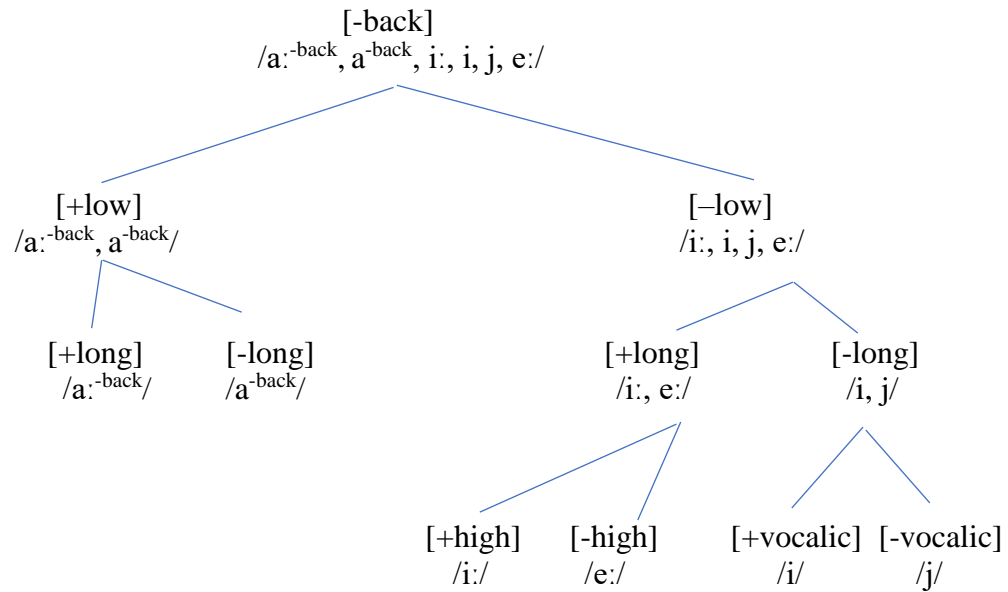 [-back]
/aː⁻ᵇᵃᶜᵏ, a⁻ᵇᵃᶜᵏ, iː, i, j, eː/
[+low] [–low]
/aː⁻ᵇᵃᶜᵏ, a⁻ᵇᵃᶜᵏ/ /iː, i, j, eː/
[+long] [-long] [+long] [-long]
/aː⁻ᵇᵃᶜᵏ/ /a⁻ᵇᵃᶜᵏ/ /iː, eː/ /i, j/
[+high] [-high] [+vocalic] [-vocalic]
/iː/ /eː/ /i/ /j/